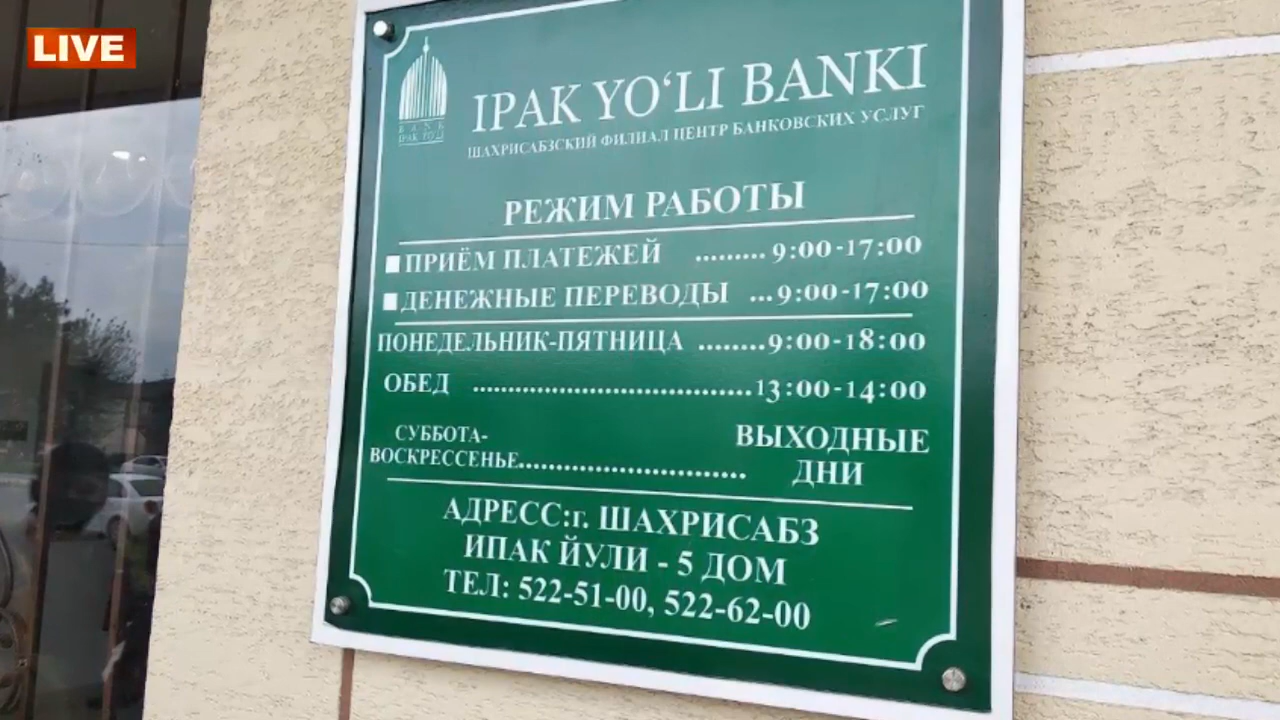 LIVE
BANK
IPAK YO'LI
IPAK YO‘LI BANKI
ШАХРИСАБЗСКИЙ ФИЛИАЛ ЦЕНТР БАНКОВСКИХ УСЛУГ
РЕЖИМ РАБОТЫ
ПРИЁМ ПЛАТЕЖЕЙ ......... 9:00-17:00
ДЕНЕЖНЫЕ ПЕРЕВОДЫ ... 9:00-17:00
ПОНЕДЕЛЬНИК-ПЯТНИЦА ........ 9:00-18:00
ОБЕД ........................................ 13:00-14:00
СУББОТА-
ВОСКРЕССЕНЬЕ................................ ВЫХОДНЫЕ
ДНИ
АДРЕСС:г. ШАХРИСАБЗ
ИПАК ЙУЛИ - 5 ДОМ
ТЕЛ: 522-51-00, 522-62-00